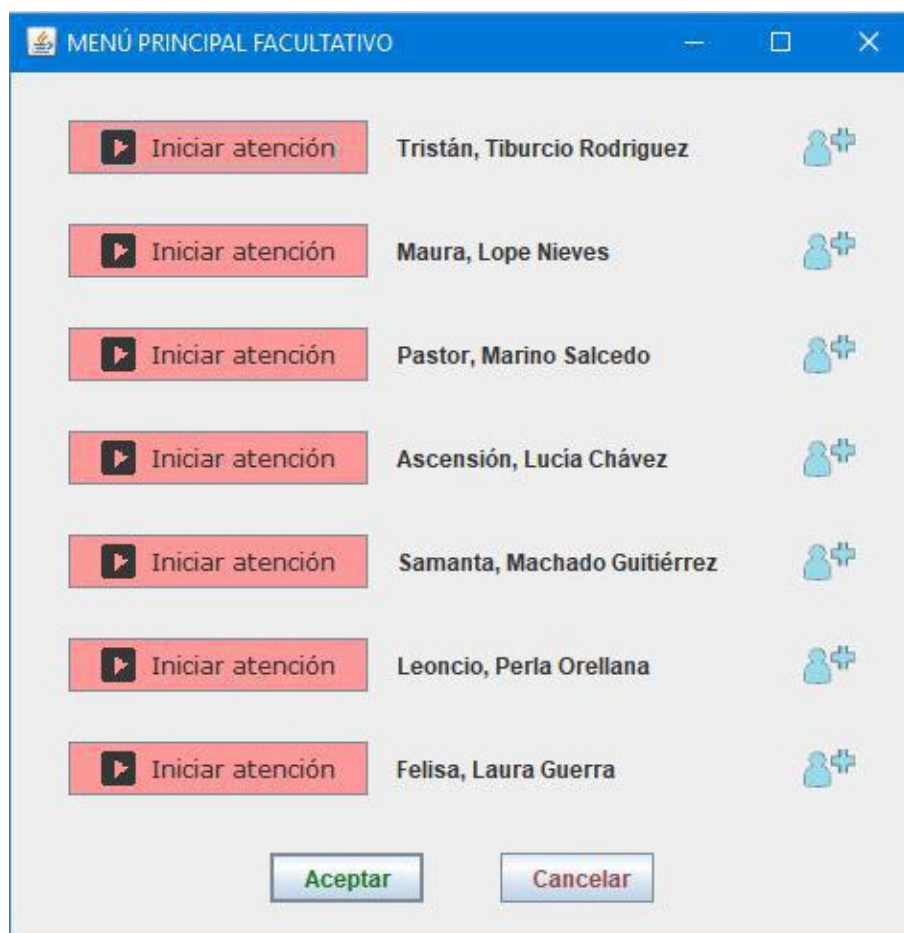 MENÚ PRINCIPAL FACULTATIVO
Iniciar atención Tristán, Tiburcio Rodriguez
Iniciar atención Maura, Lope Nieves
Iniciar atención Pastor, Marino Salcedo
Iniciar atención Ascensión, Lucía Chávez
Iniciar atención Samanta, Machado Guitiérrez
Iniciar atención Leoncio, Perla Orellana
Iniciar atención Felisa, Laura Guerra
Aceptar Cancelar